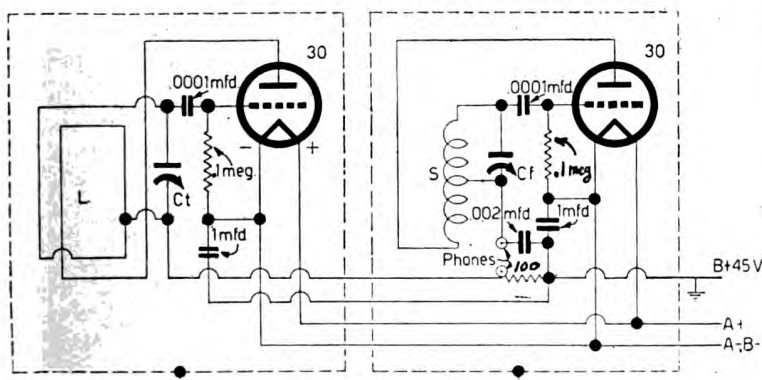 30
30
.0001mfd
.0001mfd
−
+
.1meg.
.1meg
L
Ct
S
Cf
.002mfd
.1mfd
.1mfd
Phones
100
B+45V
A+
A-,B-